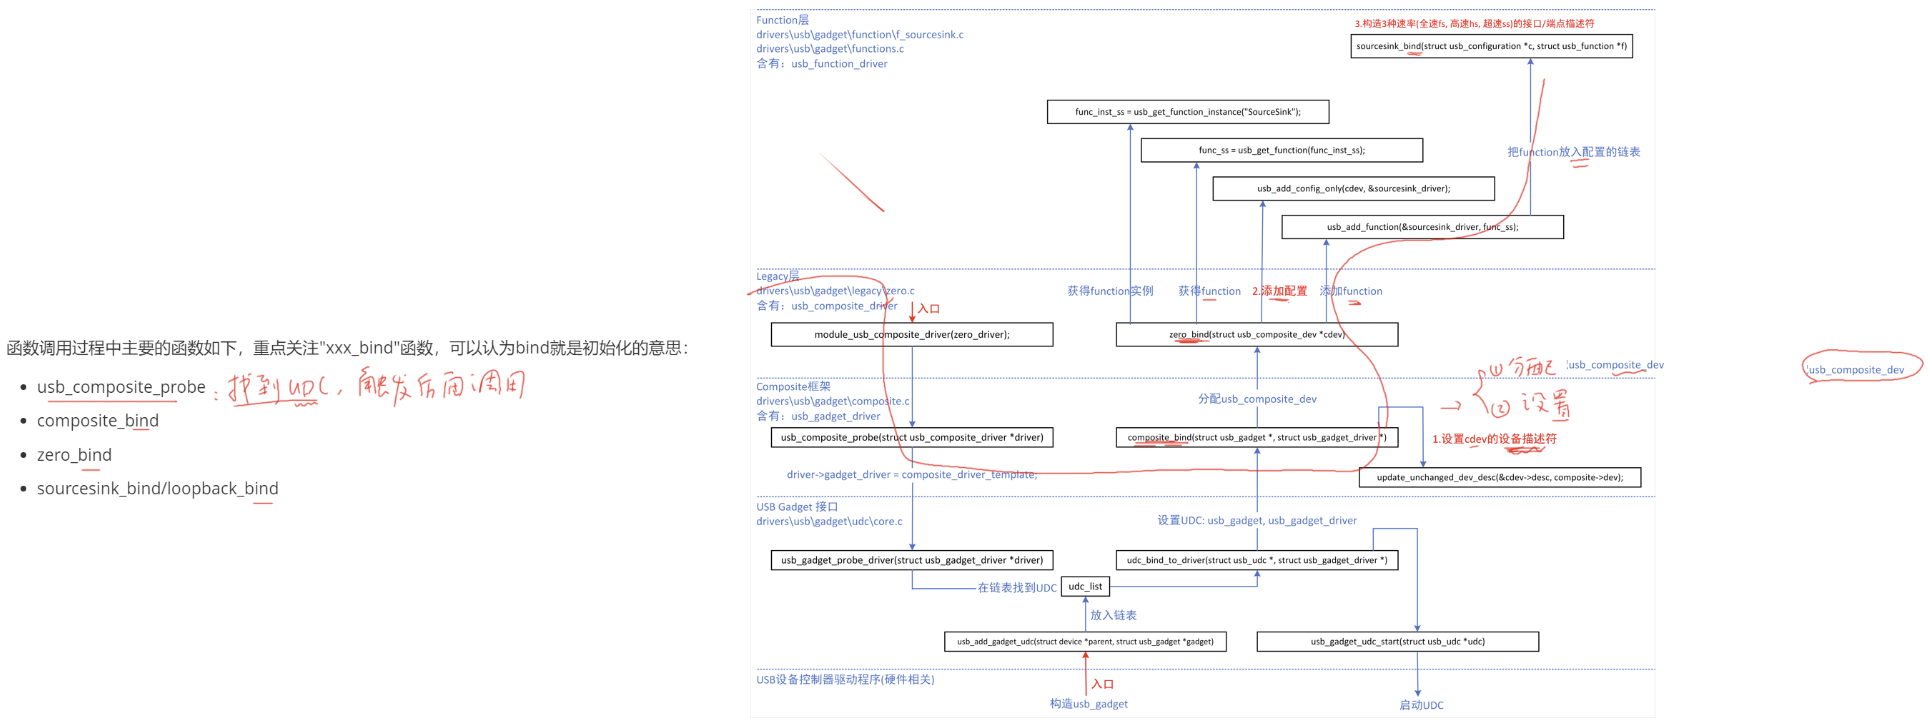 函数调用过程中主要的函数如下，重点关注"xxx_bind"函数，可以认为bind就是初始化的意思：
usb_composite_probe ：找到UDC，触发后面调用
composite_bind
zero_bind
sourcesink_bind/loopback_bind
Function层
drivers\usb\gadget\function\f_sourcesink.c
drivers\usb\gadget\functions.c
含有：usb_function_driver
3.构造3种速率(全速fs, 高速hs, 超速ss)的接口/端点描述符
sourcesink_bind(struct usb_configuration *c, struct usb_function *f)
func_inst_ss = usb_get_function_instance("SourceSink");
func_ss = usb_get_function(func_inst_ss);
把function放入配置的链表
usb_add_config_only(cdev, &sourcesink_driver);
usb_add_function(&sourcesink_driver, func_ss);
Legacy层
drivers\usb\gadget\legacy\zero.c
含有：usb_composite_driver
入口
获得function实例
获得function
2.添加配置
添加function
module_usb_composite_driver(zero_driver);
zero_bind(struct usb_composite_dev *cdev)
Composite框架
drivers\usb\gadget\composite.c
含有：usb_gadget_driver
分配usb_composite_dev
① 分配 usb_composite_dev
② 设置
usb_composite_dev
usb_composite_probe(struct usb_composite_driver *driver)
composite_bind(struct usb_gadget *, struct usb_gadget_driver *)
1.设置cdev的设备描述符
driver->gadget_driver = composite_driver_template;
update_unchanged_dev_desc(&cdev->desc, composite->dev);
USB Gadget 接口
drivers\usb\gadget\udc\core.c
设置UDC: usb_gadget, usb_gadget_driver
usb_gadget_probe_driver(struct usb_gadget_driver *driver)
udc_bind_to_driver(struct usb_udc *, struct usb_gadget_driver *)
在链表找到UDC
udc_list
放入链表
usb_add_gadget_udc(struct device *parent, struct usb_gadget *gadget)
usb_gadget_udc_start(struct usb_udc *udc)
USB设备控制器驱动程序(硬件相关)
入口
构造usb_gadget
启动UDC